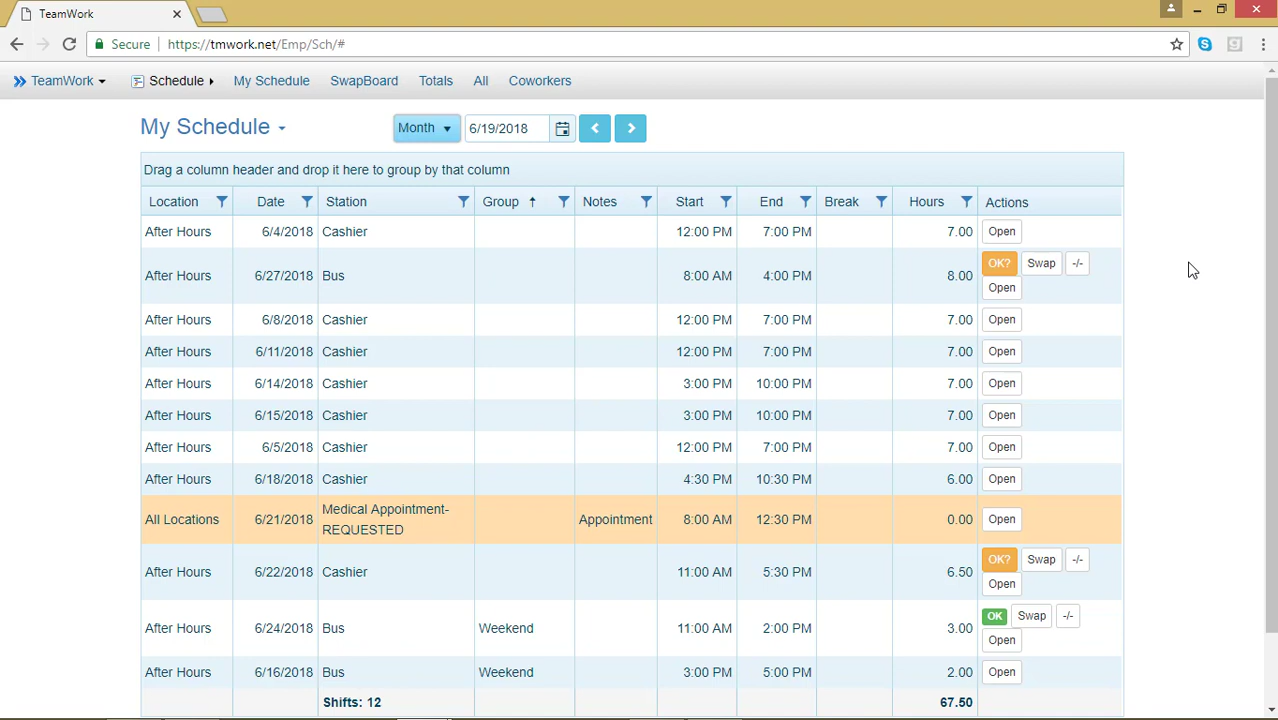 TeamWork
Secure https://tmwork.net/Emp/Sch/#
TeamWork Schedule My Schedule SwapBoard Totals All Coworkers
My Schedule Month 6/19/2018
Drag a column header and drop it here to group by that column
Location Date Station Group Notes Start End Break Hours Actions
After Hours 6/4/2018 Cashier 12:00 PM 7:00 PM 7.00 Open
After Hours 6/27/2018 Bus 8:00 AM 4:00 PM 8.00 OK? Swap -/-
Open
After Hours 6/8/2018 Cashier 12:00 PM 7:00 PM 7.00 Open
After Hours 6/11/2018 Cashier 12:00 PM 7:00 PM 7.00 Open
After Hours 6/14/2018 Cashier 3:00 PM 10:00 PM 7.00 Open
After Hours 6/15/2018 Cashier 3:00 PM 10:00 PM 7.00 Open
After Hours 6/5/2018 Cashier 12:00 PM 7:00 PM 7.00 Open
After Hours 6/18/2018 Cashier 4:30 PM 10:30 PM 6.00 Open
All Locations 6/21/2018 Medical Appointment- Appointment 8:00 AM 12:30 PM 0.00 Open
REQUESTED
After Hours 6/22/2018 Cashier 11:00 AM 5:30 PM 6.50 OK? Swap -/-
Open
After Hours 6/24/2018 Bus Weekend 11:00 AM 2:00 PM 3.00 OK Swap -/-
Open
After Hours 6/16/2018 Bus Weekend 3:00 PM 5:00 PM 2.00 Open
Shifts: 12 67.50